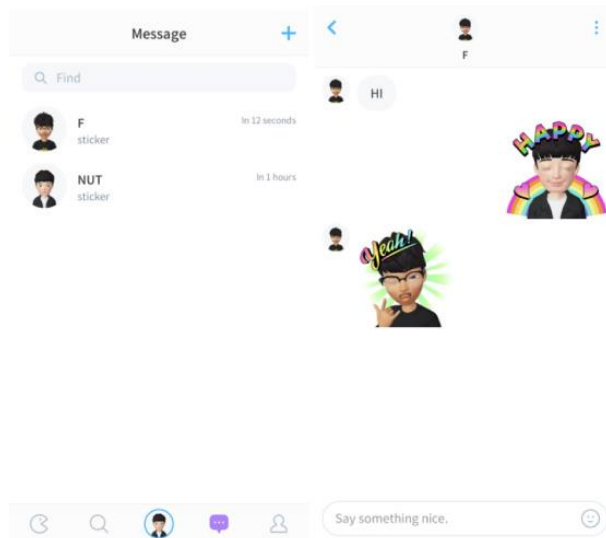 Message
+
Find
F
In 12 seconds
sticker
NUT
In 1 hours
sticker
F
HI
HAPPY
Yeah!
Say something nice.